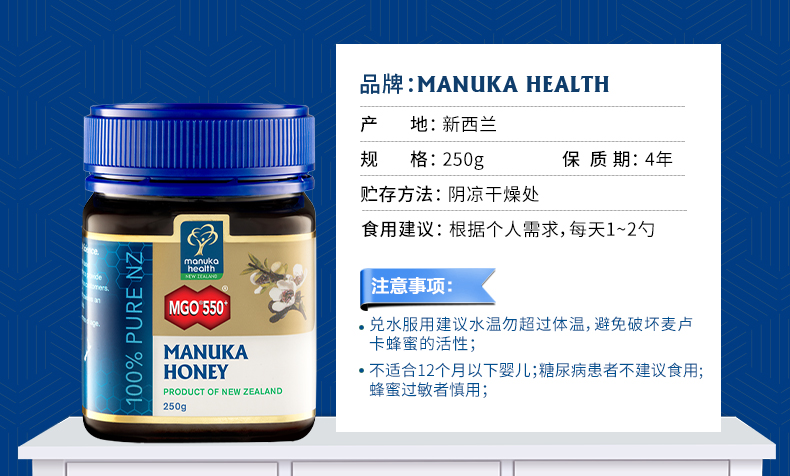 品牌：MANUKA HEALTH
产 地：新西兰
规 格：250g 保 质 期：4年
贮存方法：阴凉干燥处
食用建议：根据个人需求，每天1~2勺
注意事项：
• 兑水服用建议水温勿超过体温，避免破坏麦卢
卡蜂蜜的活性；
• 不适合12个月以下婴儿；糖尿病患者不建议食用；
蜂蜜过敏者慎用；
manuka
health
NEW ZEALAND
MGO 550+
100% PURE NZ
MANUKA
HONEY
PRODUCT OF NEW ZEALAND
250g